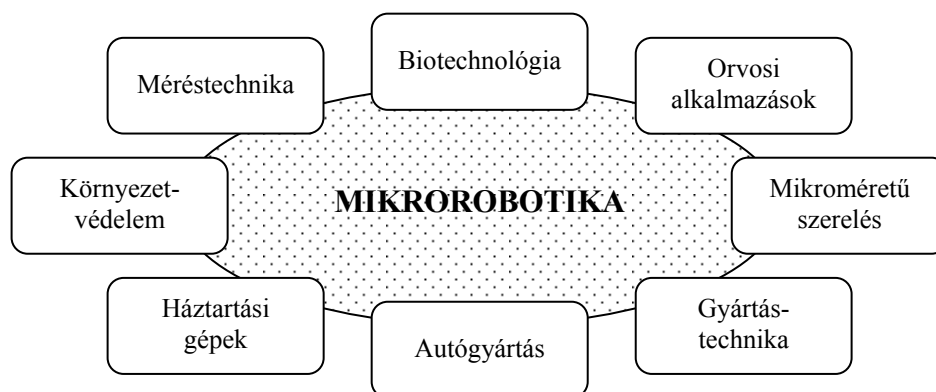 Biotechnológia
Méréstechnika
Orvosi
alkalmazások
Környezet-
védelem
MIKROROBOTIKA
Mikroméretű
szerelés
Háztartási
gépek
Autógyártás
Gyártás-
technika